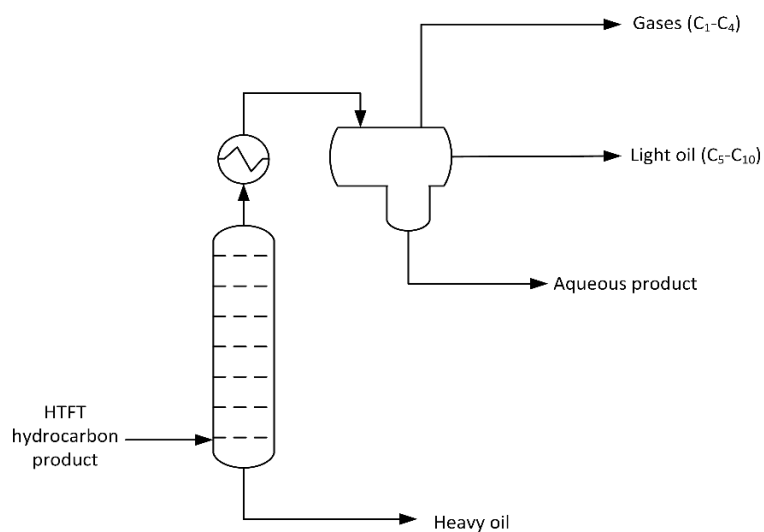 Gases (C₁-C₄)
Light oil (C₅-C₁₀)
Aqueous product
HTFT
hydrocarbon
product
Heavy oil